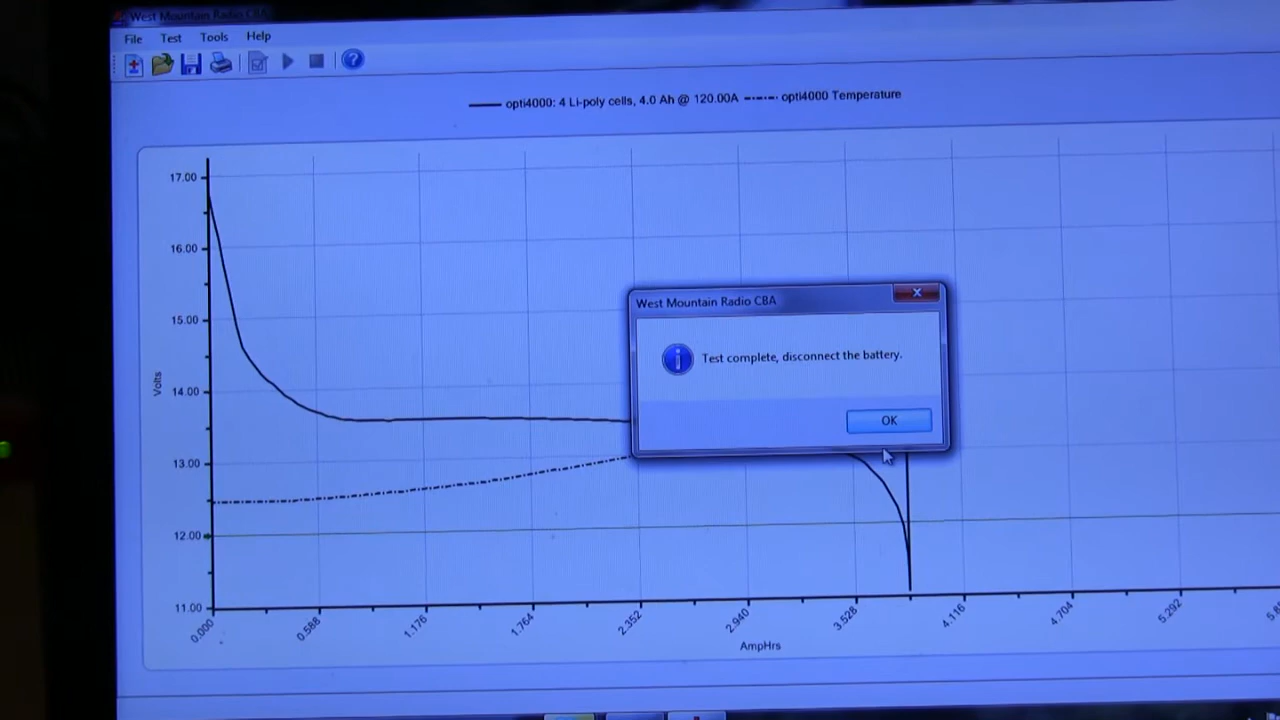 West Mountain Radio CBA
File Test Tools Help
opti4000: 4 Li-poly cells, 4.0 Ah @ 120.00A opti4000 Temperature
17.00
16.00
15.00
14.00
13.00
12.00
11.00
Volts
West Mountain Radio CBA
Test complete, disconnect the battery.
OK
0.000 0.588 1.176 1.764 2.352 2.940 3.528 4.116 4.704 5.292
AmpHrs